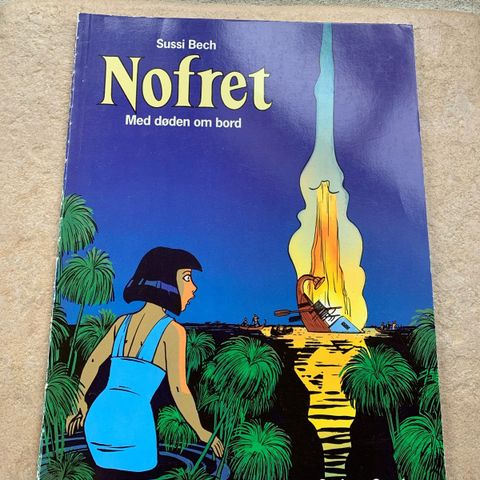 Sussi Bech
Nofret
Med døden om bord